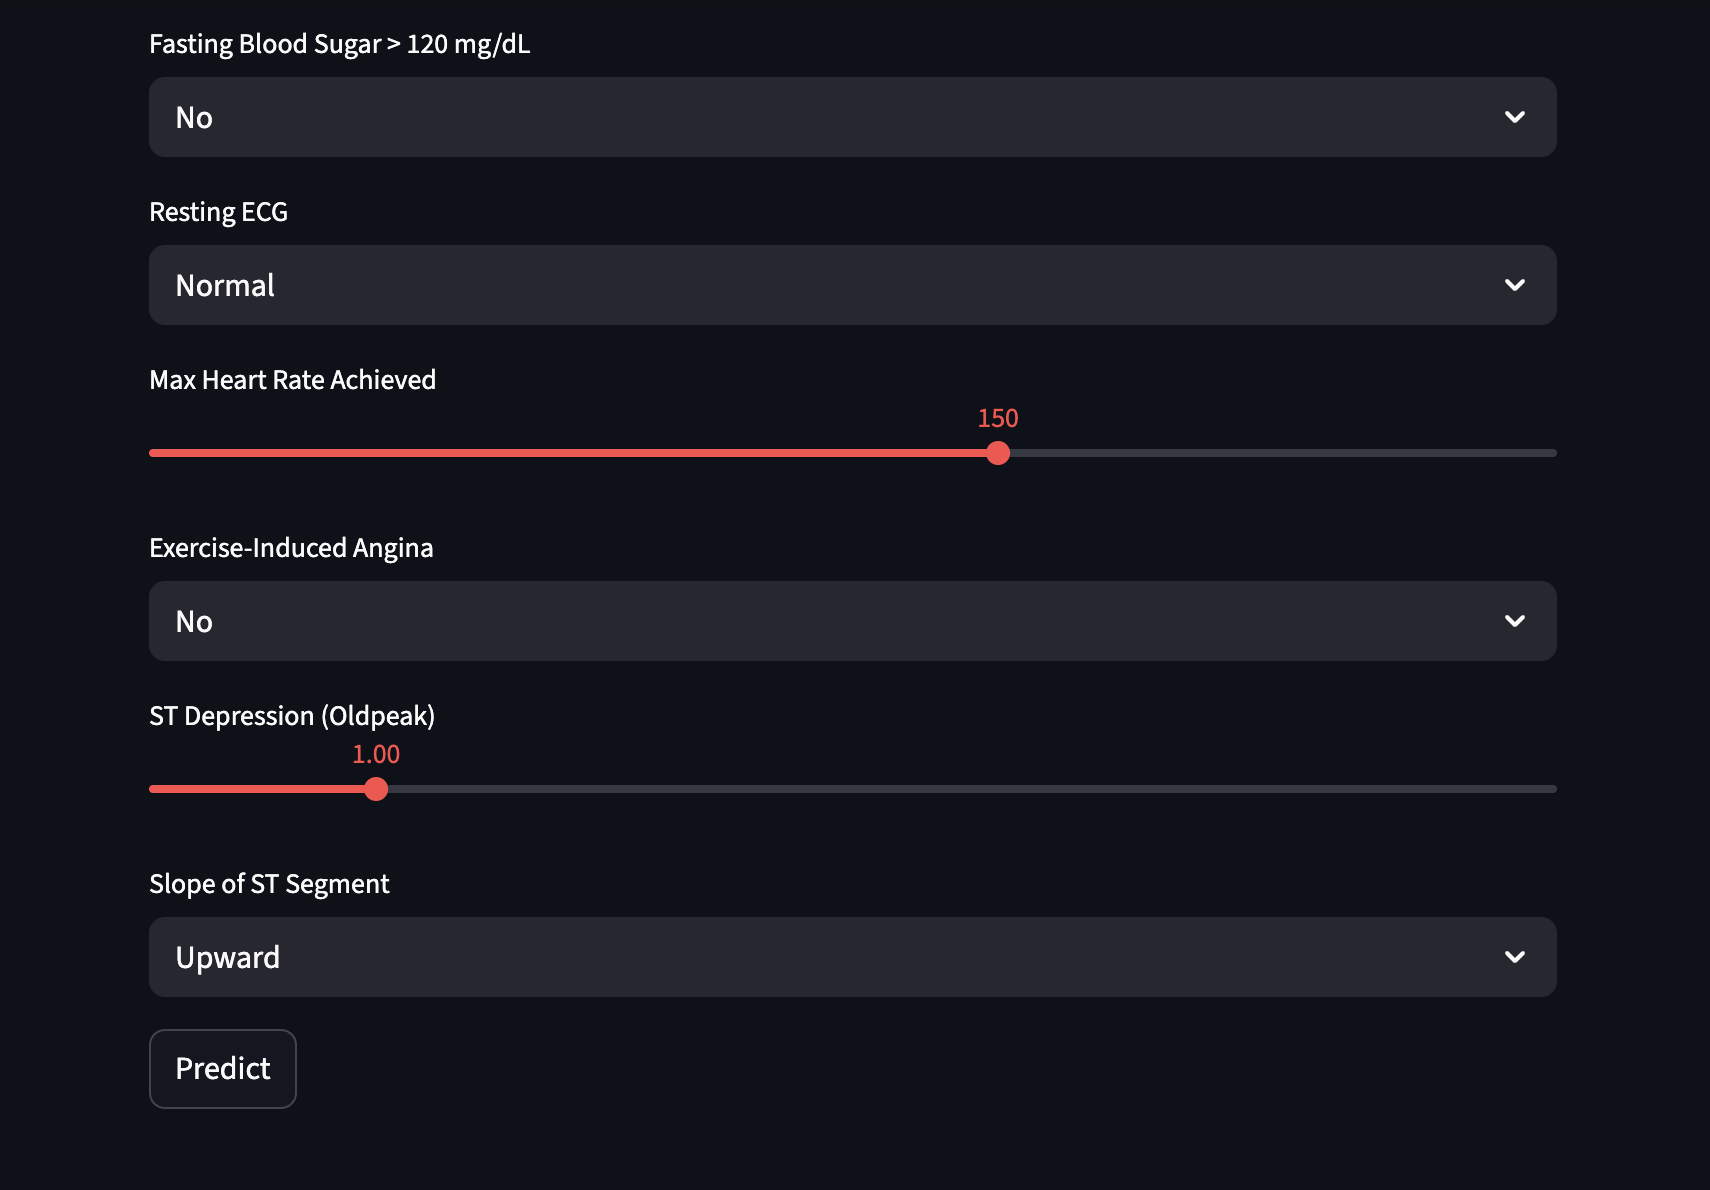 Fasting Blood Sugar > 120 mg/dL
No
Resting ECG
Normal
Max Heart Rate Achieved
150
Exercise-Induced Angina
No
ST Depression (Oldpeak)
1.00
Slope of ST Segment
Upward
Predict